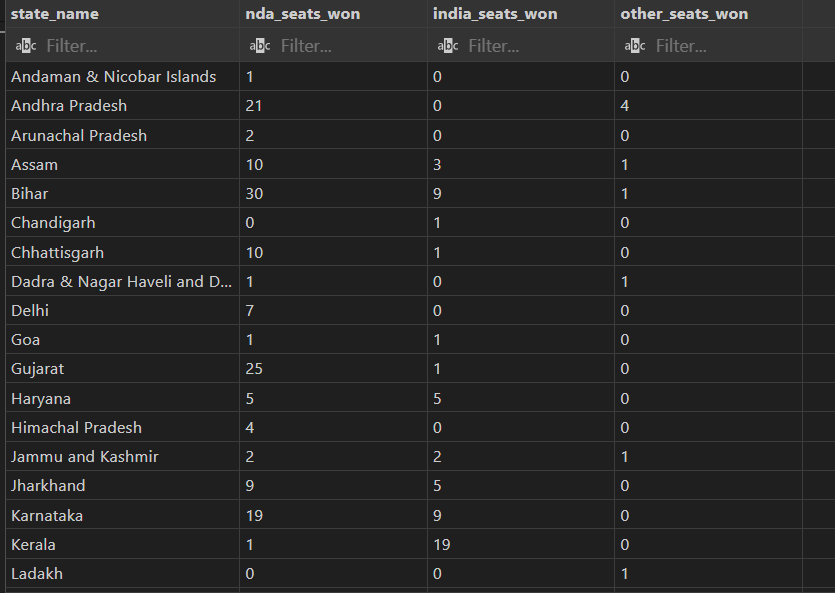 state_name nda_seats_won india_seats_won other_seats_won
abc Filter... abc Filter... abc Filter... abc Filter...
Andaman & Nicobar Islands 1 0 0
Andhra Pradesh 21 0 4
Arunachal Pradesh 2 0 0
Assam 10 3 1
Bihar 30 9 1
Chandigarh 0 1 0
Chhattisgarh 10 1 0
Dadra & Nagar Haveli and D... 1 0 1
Delhi 7 0 0
Goa 1 1 0
Gujarat 25 1 0
Haryana 5 5 0
Himachal Pradesh 4 0 0
Jammu and Kashmir 2 2 1
Jharkhand 9 5 0
Karnataka 19 9 0
Kerala 1 19 0
Ladakh 0 0 1